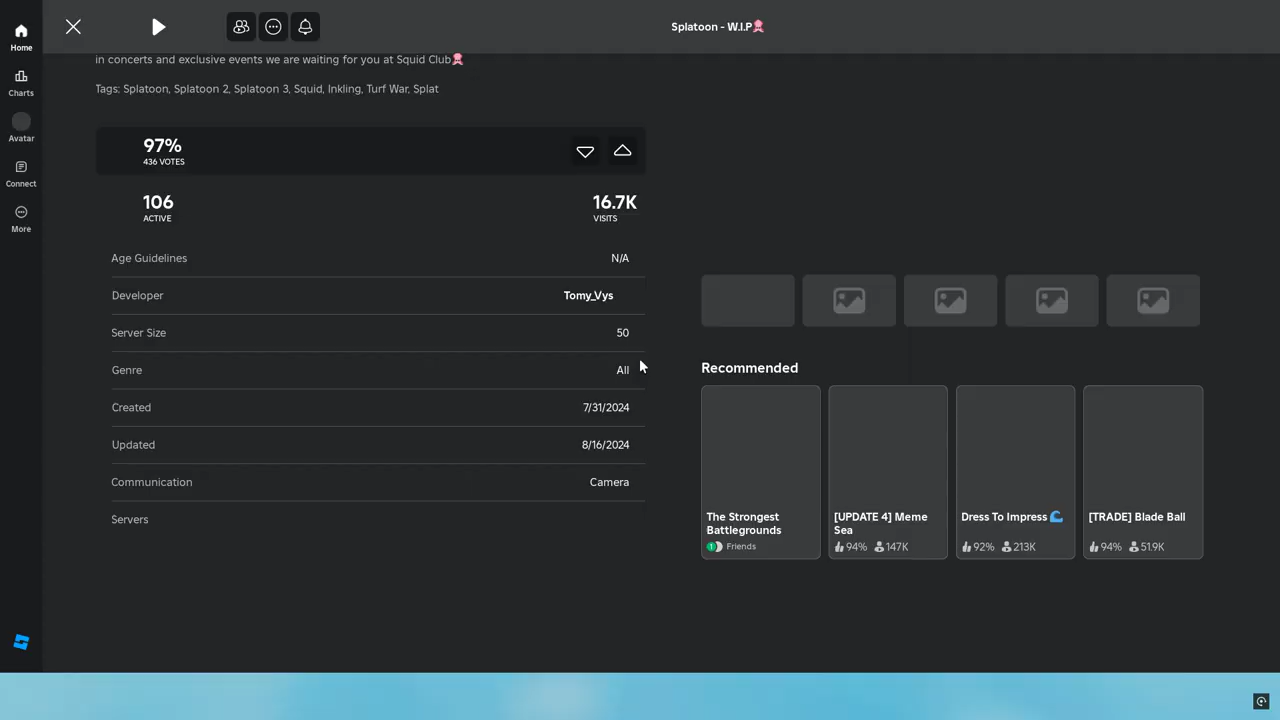 Splatoon - W.I.P
Home
Charts
Avatar
Connect
More
in concerts and exclusive events we are waiting for you at Squid Club
Tags: Splatoon, Splatoon 2, Splatoon 3, Squid, Inkling, Turf War, Splat
97%
436 VOTES
106
ACTIVE
16.7K
VISITS
Age Guidelines N/A
Developer Tomy_Vys
Server Size 50
Genre All
Created 7/31/2024
Updated 8/16/2024
Communication Camera
Servers
Recommended
The Strongest
Battlegrounds
1 Friends
[UPDATE 4] Meme
Sea
94% 147K
Dress To Impress
92% 213K
[TRADE] Blade Ball
94% 51.9K